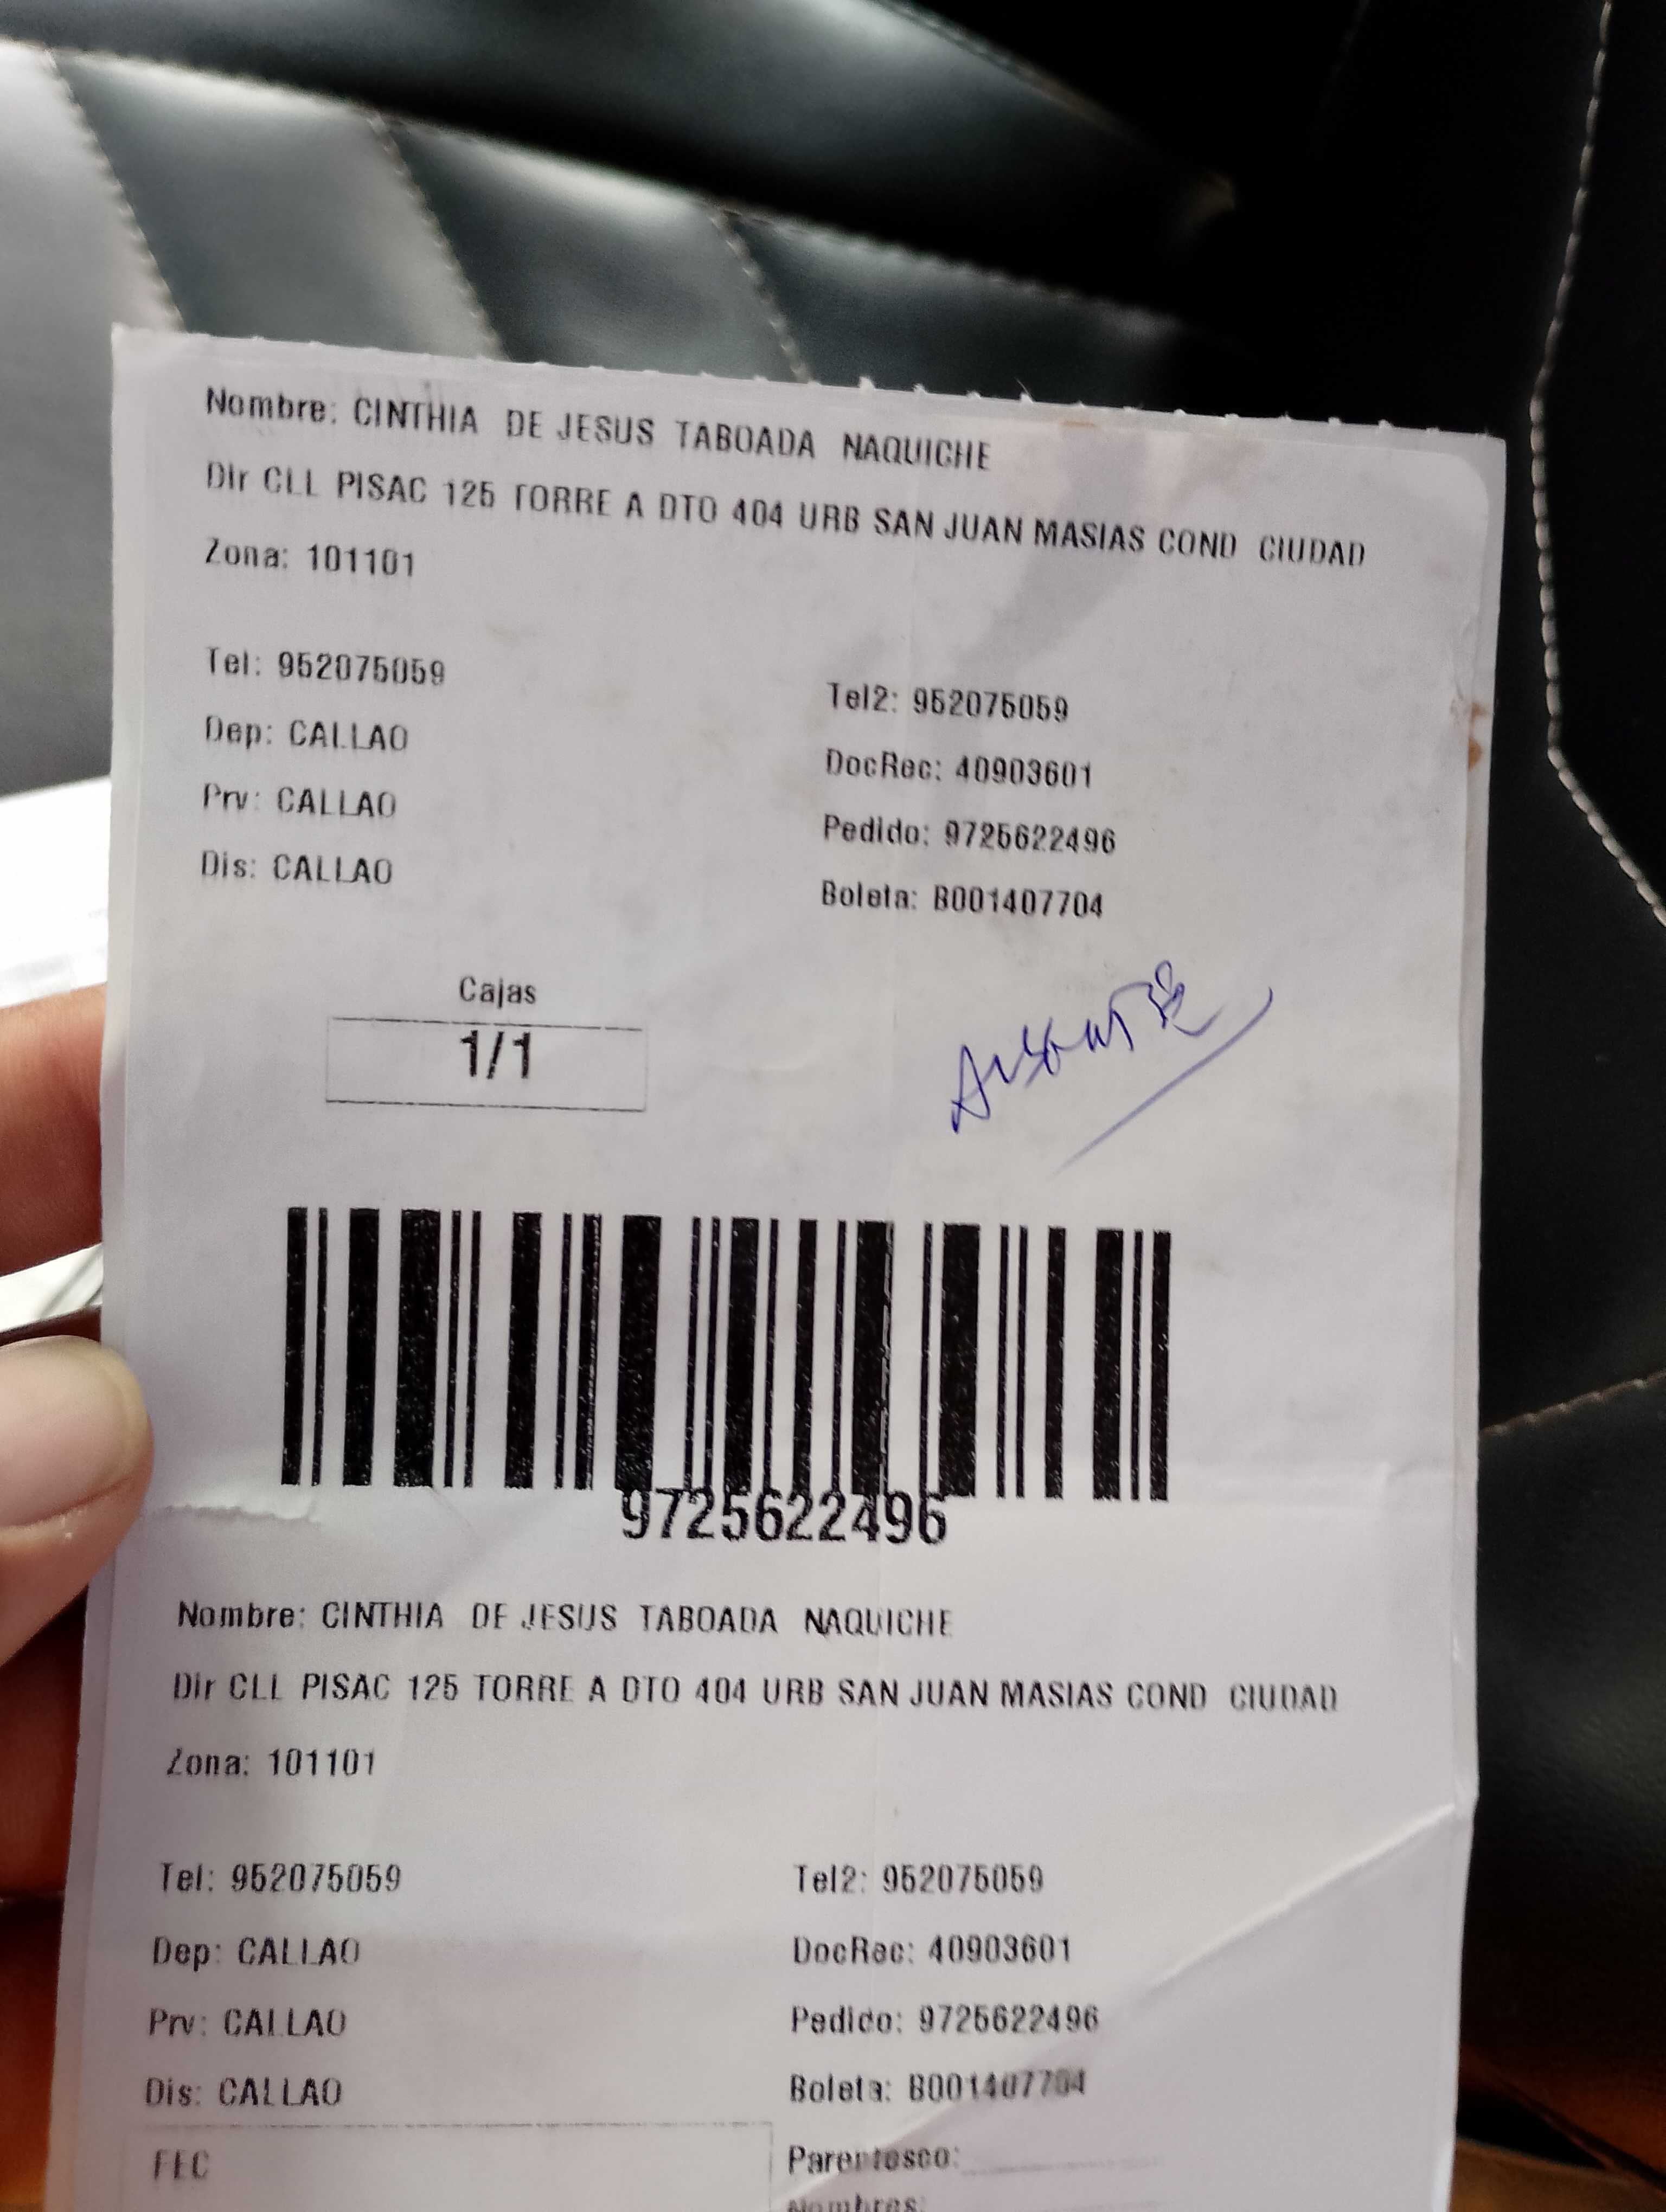 Nombre: CINTHIA DE JESUS TABOADA NAQUICHE
Dir CLL PISAC 125 TORRE A DTO 404 URB SAN JUAN MASIAS COND CIUDAD
Zona: 101101
Tel: 952075059
Tel2: 952075059
Dep: CALLAO
DocRec: 40903601
Prv: CALLAO
Pedido: 9725622496
Dis: CALLAO
Boleta: B001407704
Cajas
1/1
9725622496
Nombre: CINTHIA DE JESUS TABOADA NAQUICHE
Dir CLL PISAC 125 TORRE A DTO 404 URB SAN JUAN MASIAS COND CIUDAD
Zona: 101101
Tel: 952075059
Tel2: 952075059
Dep: CALLAO
DocRec: 40903601
Prv: CALLAO
Pedido: 9725622496
Dis: CALLAO
Boleta: B001407704
FEC
Parentesco:
Nombres: